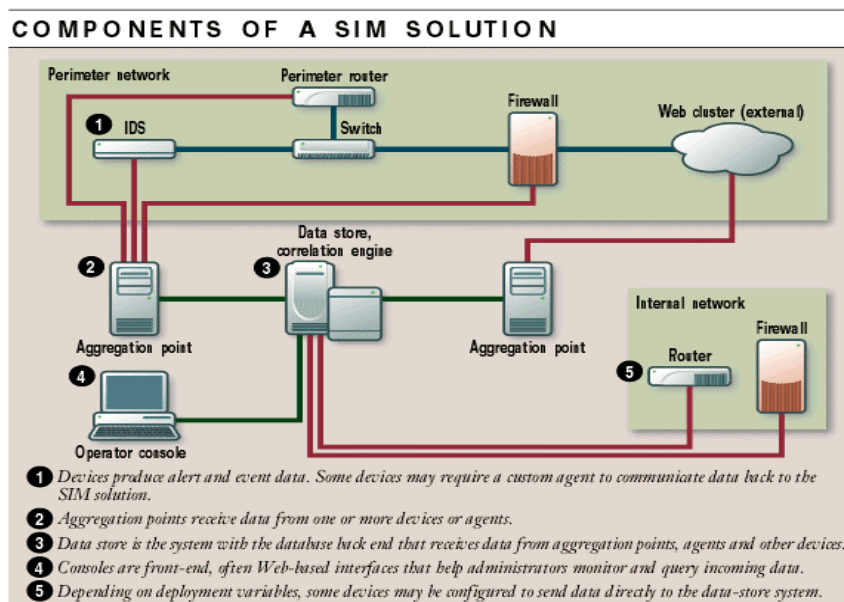 COMPONENTS OF A SIM SOLUTION
Perimeter network
Perimeter router
Firewall
Web cluster (external)
1 IDS
Switch
Data store,
correlation engine
2
3
Aggregation point
Aggregation point
Internal network
Firewall
Router
5
4
Operator console
1 Devices produce alert and event data. Some devices may require a custom agent to communicate data back to the
SIM solution.
2 Aggregation points receive data from one or more devices or agents.
3 Data store is the system with the database back end that receives data from aggregation points, agents and other devices.
4 Consoles are front-end, often Web-based interfaces that help administrators monitor and query incoming data.
5 Depending on deployment variables, some devices may be configured to send data directly to the data-store system.